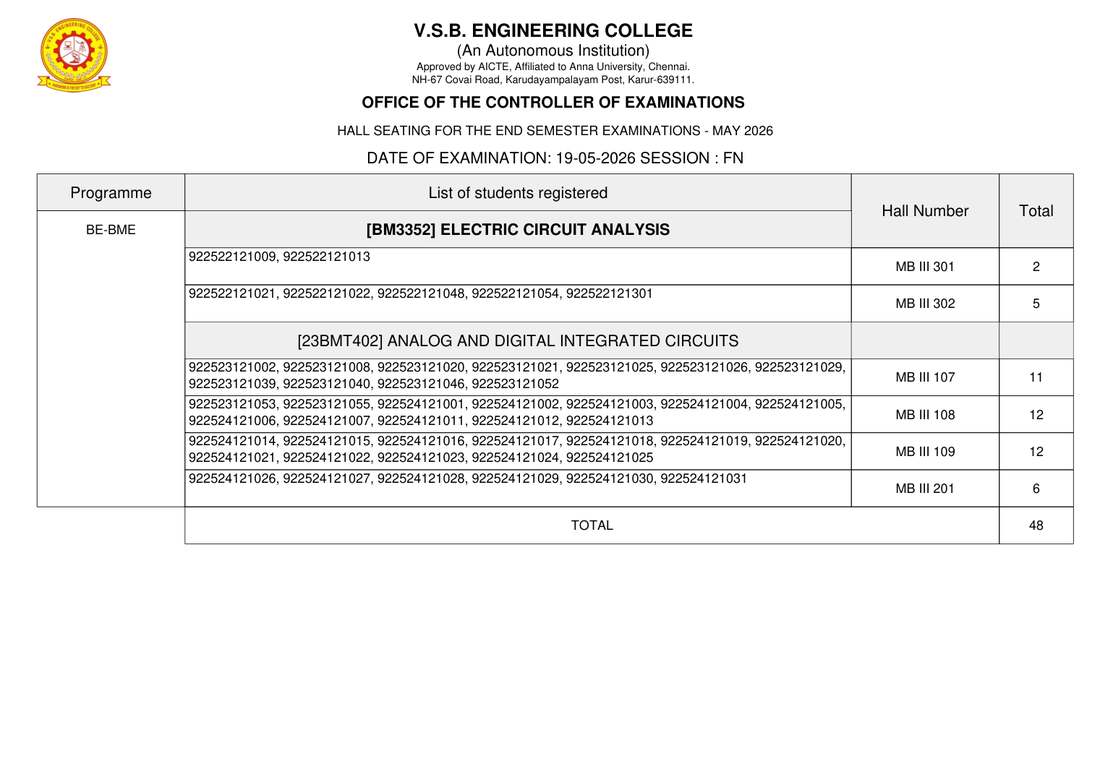 V.S.B. ENGINEERING COLLEGE
(An Autonomous Institution)
Approved by AICTE, Affiliated to Anna University, Chennai.
NH-67 Covai Road, Karudayampalayam Post, Karur-639111.
OFFICE OF THE CONTROLLER OF EXAMINATIONS
HALL SEATING FOR THE END SEMESTER EXAMINATIONS - MAY 2026
DATE OF EXAMINATION: 19-05-2026 SESSION : FN
Programme List of students registered Hall Number Total
BE-BME [BM3352] ELECTRIC CIRCUIT ANALYSIS
922522121009, 922522121013 MB III 301 2
922522121021, 922522121022, 922522121048, 922522121054, 922522121301 MB III 302 5
[23BMT402] ANALOG AND DIGITAL INTEGRATED CIRCUITS
922523121002, 922523121008, 922523121020, 922523121021, 922523121025, 922523121026, 922523121029,
922523121039, 922523121040, 922523121046, 922523121052 MB III 107 11
922523121053, 922523121055, 922524121001, 922524121002, 922524121003, 922524121004, 922524121005,
922524121006, 922524121007, 922524121011, 922524121012, 922524121013 MB III 108 12
922524121014, 922524121015, 922524121016, 922524121017, 922524121018, 922524121019, 922524121020,
922524121021, 922524121022, 922524121023, 922524121024, 922524121025 MB III 109 12
922524121026, 922524121027, 922524121028, 922524121029, 922524121030, 922524121031 MB III 201 6
TOTAL 48